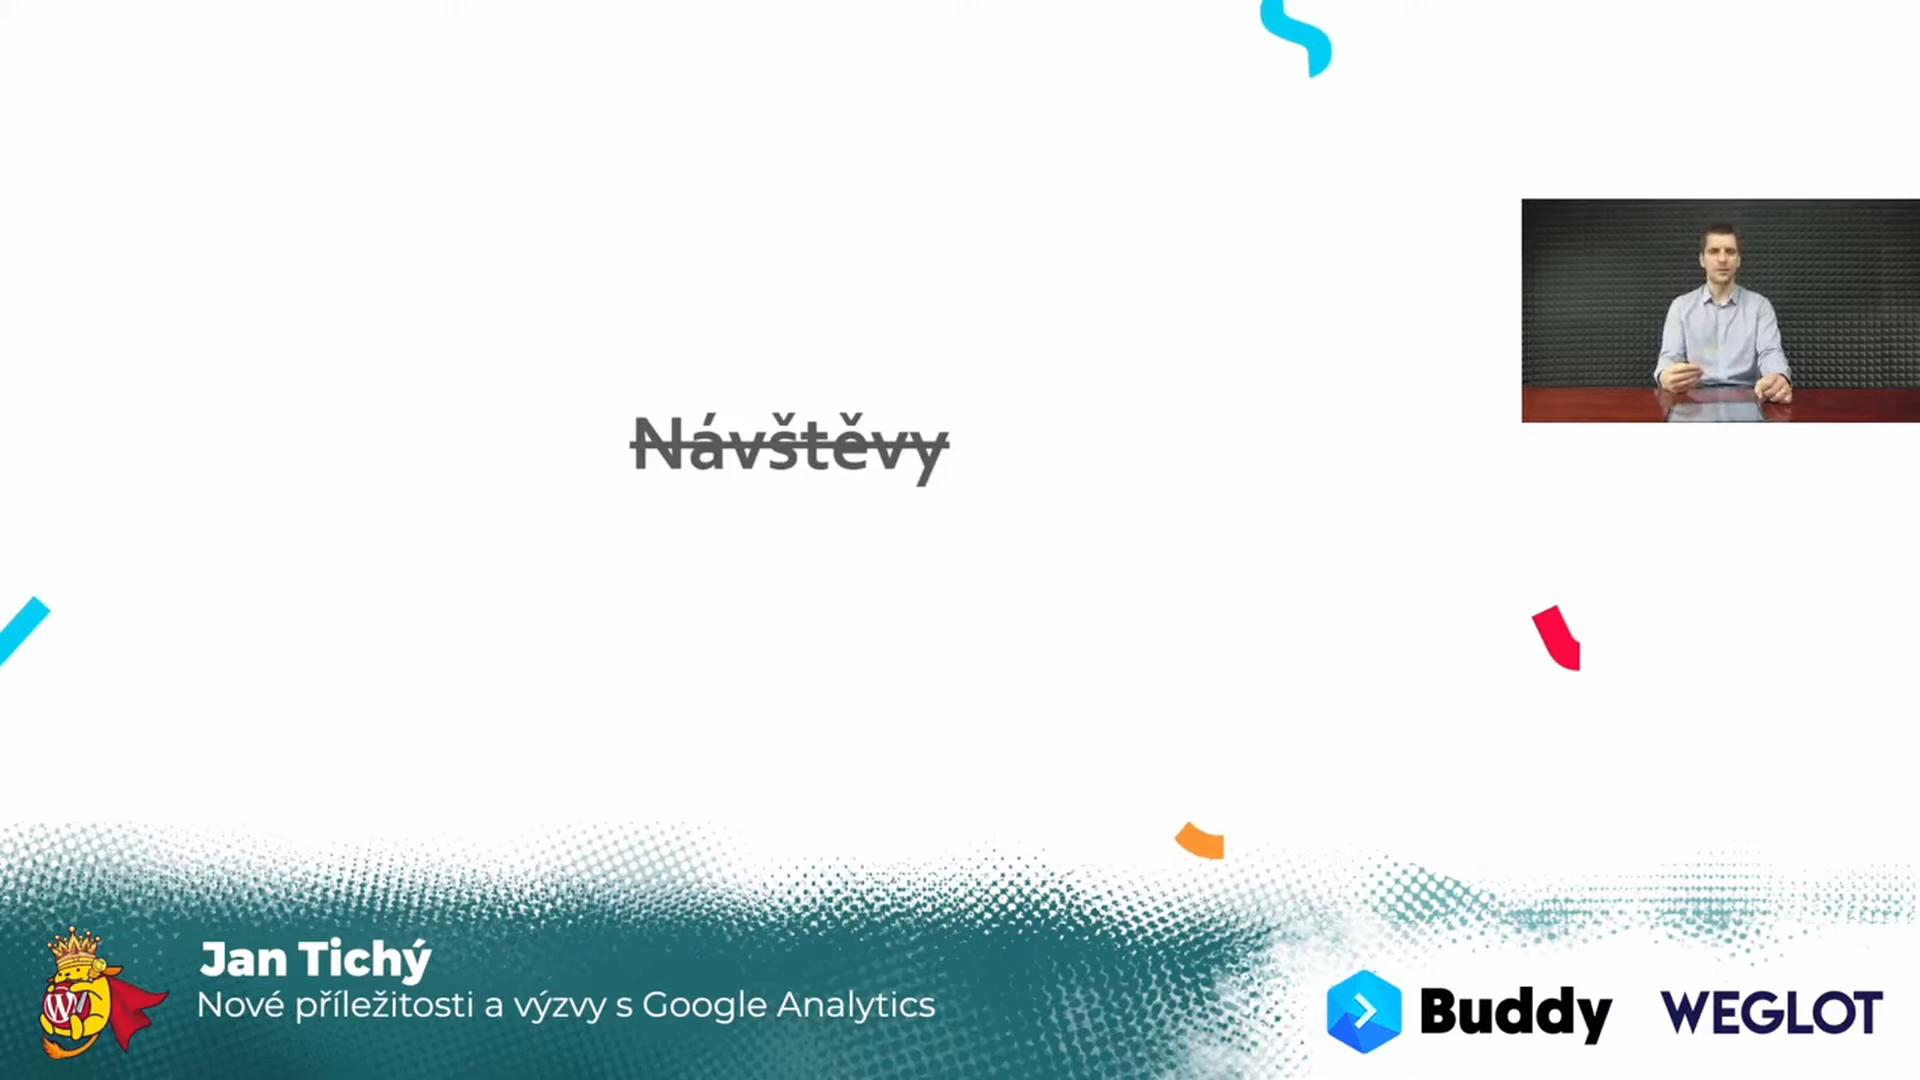 Návštěvy
Jan Tichý
Nové příležitosti a výzvy s Google Analytics
Buddy
WEGLOT